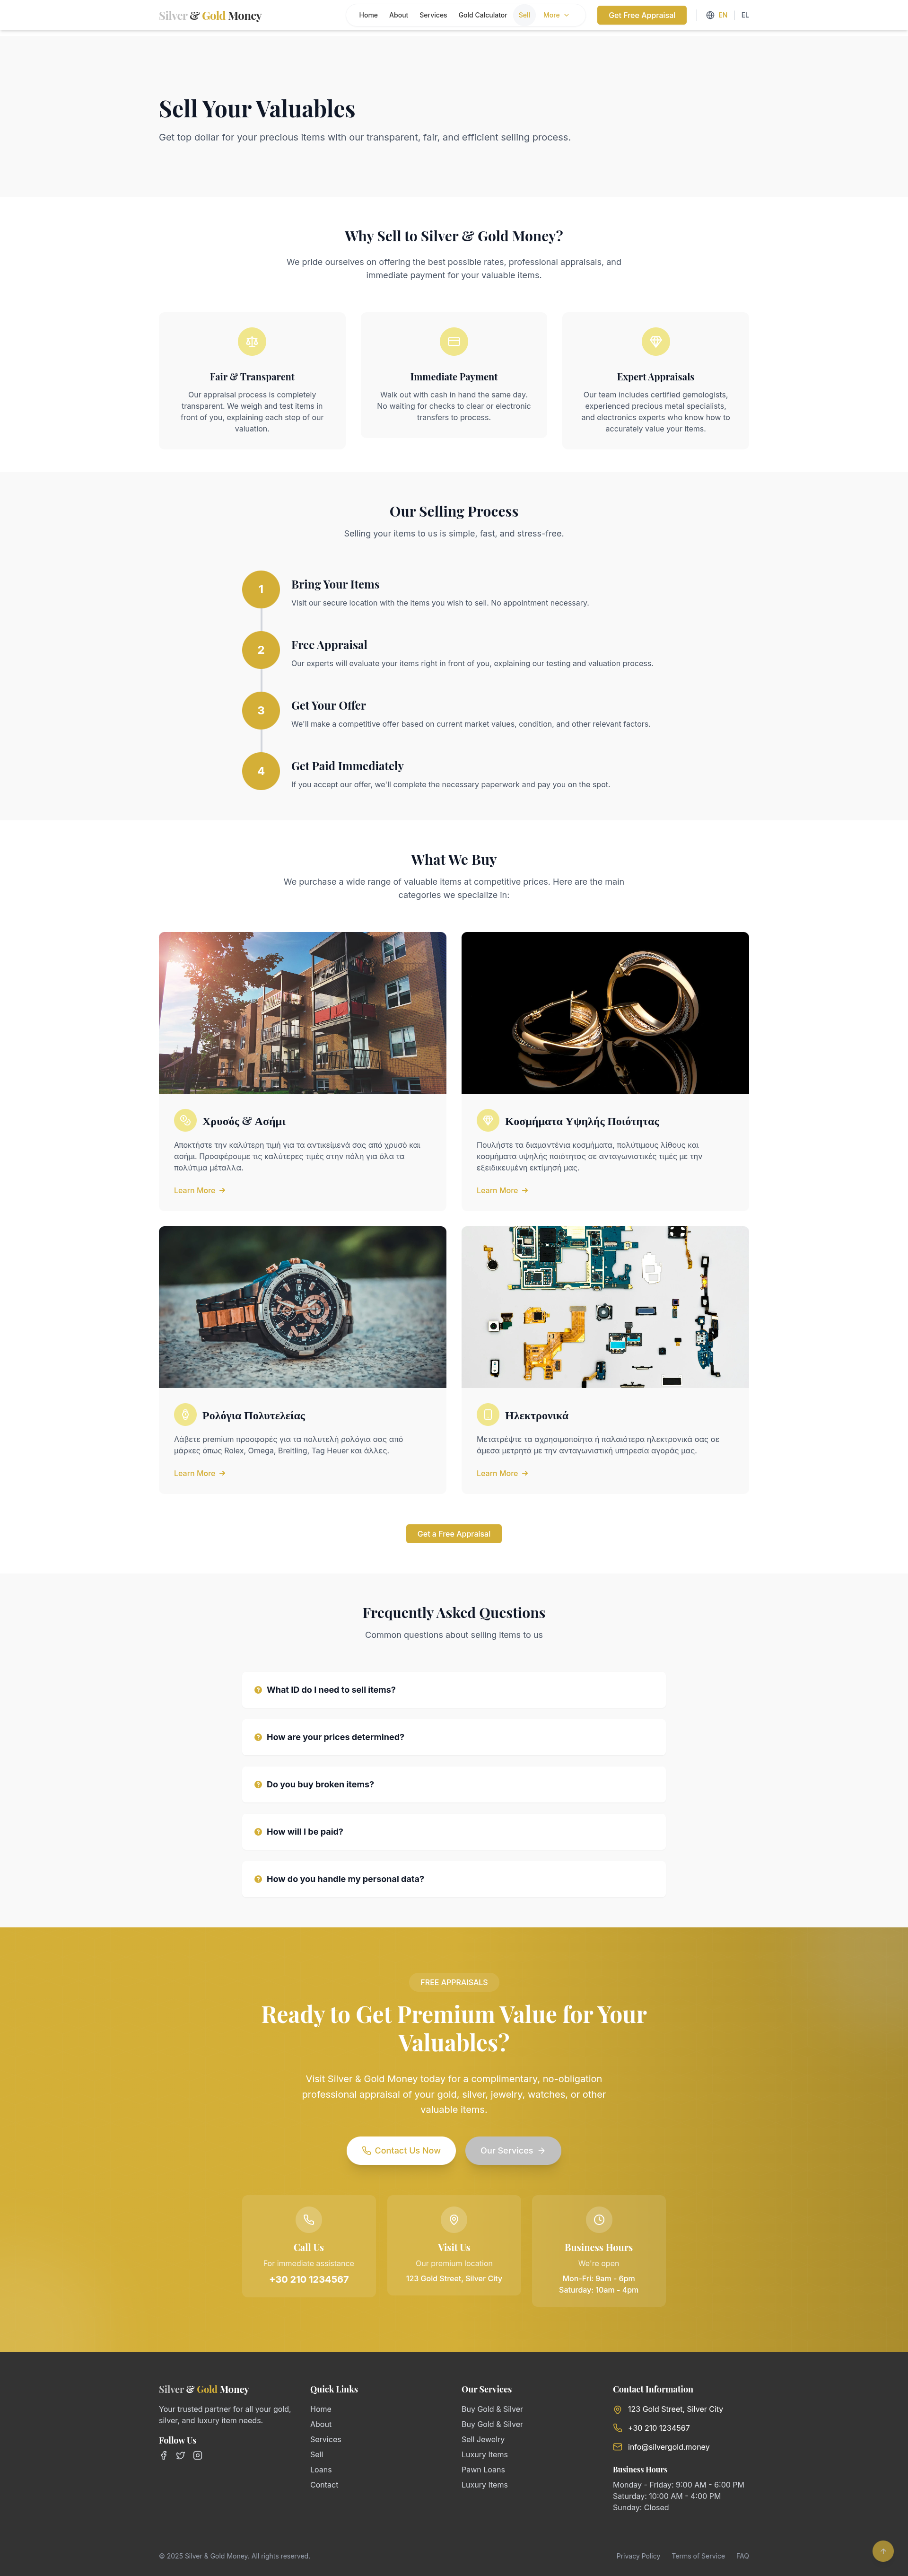 Silver & Gold Money
Home
About
Services
Gold Calculator
Sell
More
Get Free Appraisal
EN
EL
Sell Your Valuables
Get top dollar for your precious items with our transparent, fair, and efficient selling process.
Why Sell to Silver & Gold Money?
We pride ourselves on offering the best possible rates, professional appraisals, and
immediate payment for your valuable items.
Fair & Transparent
Our appraisal process is completely
transparent. We weigh and test items in
front of you, explaining each step of our
valuation.
Immediate Payment
Walk out with cash in hand the same day.
No waiting for checks to clear or electronic
transfers to process.
Expert Appraisals
Our team includes certified gemologists,
experienced precious metal specialists,
and electronics experts who know how to
accurately value your items.
Our Selling Process
Selling your items to us is simple, fast, and stress-free.
1
Bring Your Items
Visit our secure location with the items you wish to sell. No appointment necessary.
2
Free Appraisal
Our experts will evaluate your items right in front of you, explaining our testing and valuation process.
3
Get Your Offer
We'll make a competitive offer based on current market values, condition, and other relevant factors.
4
Get Paid Immediately
If you accept our offer, we'll complete the necessary paperwork and pay you on the spot.
What We Buy
We purchase a wide range of valuable items at competitive prices. Here are the main
categories we specialize in:
Χρυσός & Ασήμι
Αποκτήστε την καλύτερη τιμή για τα αντικείμενά σας από χρυσό και
ασήμι. Προσφέρουμε τις καλύτερες τιμές στην πόλη για όλα τα
πολύτιμα μέταλλα.
Learn More
Κοσμήματα Υψηλής Ποιότητας
Πουλήστε τα διαμαντένια κοσμήματα, πολύτιμους λίθους και
κοσμήματα υψηλής ποιότητας σε ανταγωνιστικές τιμές με την
εξειδικευμένη εκτίμησή μας.
Learn More
Ρολόγια Πολυτελείας
Λάβετε premium προσφορές για τα πολυτελή ρολόγια σας από
μάρκες όπως Rolex, Omega, Breitling, Tag Heuer και άλλες.
Learn More
Ηλεκτρονικά
Μετατρέψτε τα αχρησιμοποίητα ή παλαιότερα ηλεκτρονικά σας σε
άμεσα μετρητά με την ανταγωνιστική υπηρεσία αγοράς μας.
Learn More
Get a Free Appraisal
Frequently Asked Questions
Common questions about selling items to us
What ID do I need to sell items?
How are your prices determined?
Do you buy broken items?
How will I be paid?
How do you handle my personal data?
FREE APPRAISALS
Ready to Get Premium Value for Your
Valuables?
Visit Silver & Gold Money today for a complimentary, no-obligation
professional appraisal of your gold, silver, jewelry, watches, or other
valuable items.
Contact Us Now
Our Services
Call Us
For immediate assistance
+30 210 1234567
Visit Us
Our premium location
123 Gold Street, Silver City
Business Hours
We're open
Mon-Fri: 9am - 6pm
Saturday: 10am - 4pm
Silver & Gold Money
Your trusted partner for all your gold,
silver, and luxury item needs.
Follow Us
Quick Links
Home
About
Services
Sell
Loans
Contact
Our Services
Buy Gold & Silver
Buy Gold & Silver
Sell Jewelry
Luxury Items
Pawn Loans
Luxury Items
Contact Information
123 Gold Street, Silver City
+30 210 1234567
info@silvergold.money
Business Hours
Monday - Friday: 9:00 AM - 6:00 PM
Saturday: 10:00 AM - 4:00 PM
Sunday: Closed
© 2025 Silver & Gold Money. All rights reserved.
Privacy Policy
Terms of Service
FAQ